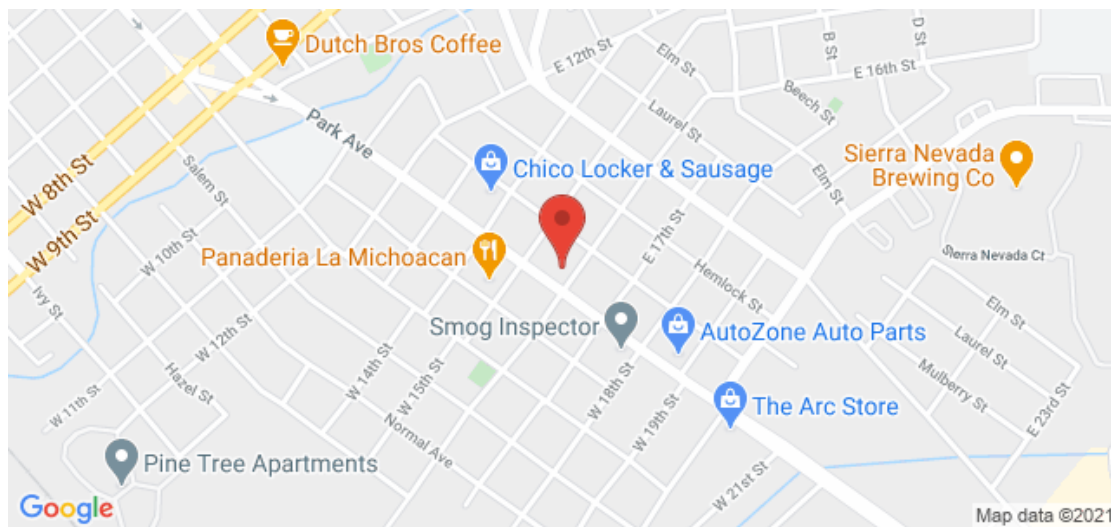 Dutch Bros Coffee
E 12th St
Elm St
B St
D St
E 16th St
Beech St
Laurel St
Park Ave
W 8th St
W 9th St
Salem St
Chico Locker & Sausage
Sierra Nevada
Brewing Co
Elm St
W 10th St
Panaderia La Michoacan
E 17th St
Sierra Nevada Ct
Hemlock St
Ivy St
W 12th St
Smog Inspector
AutoZone Auto Parts
Elm St
Laurel St
Mulberry St
Hazel St
W 14th St
W 15th St
W 18th St
W 11th St
Normal Ave
W 19th St
The Arc Store
E 23rd St
Pine Tree Apartments
W 21st St
Google
Map data ©2021